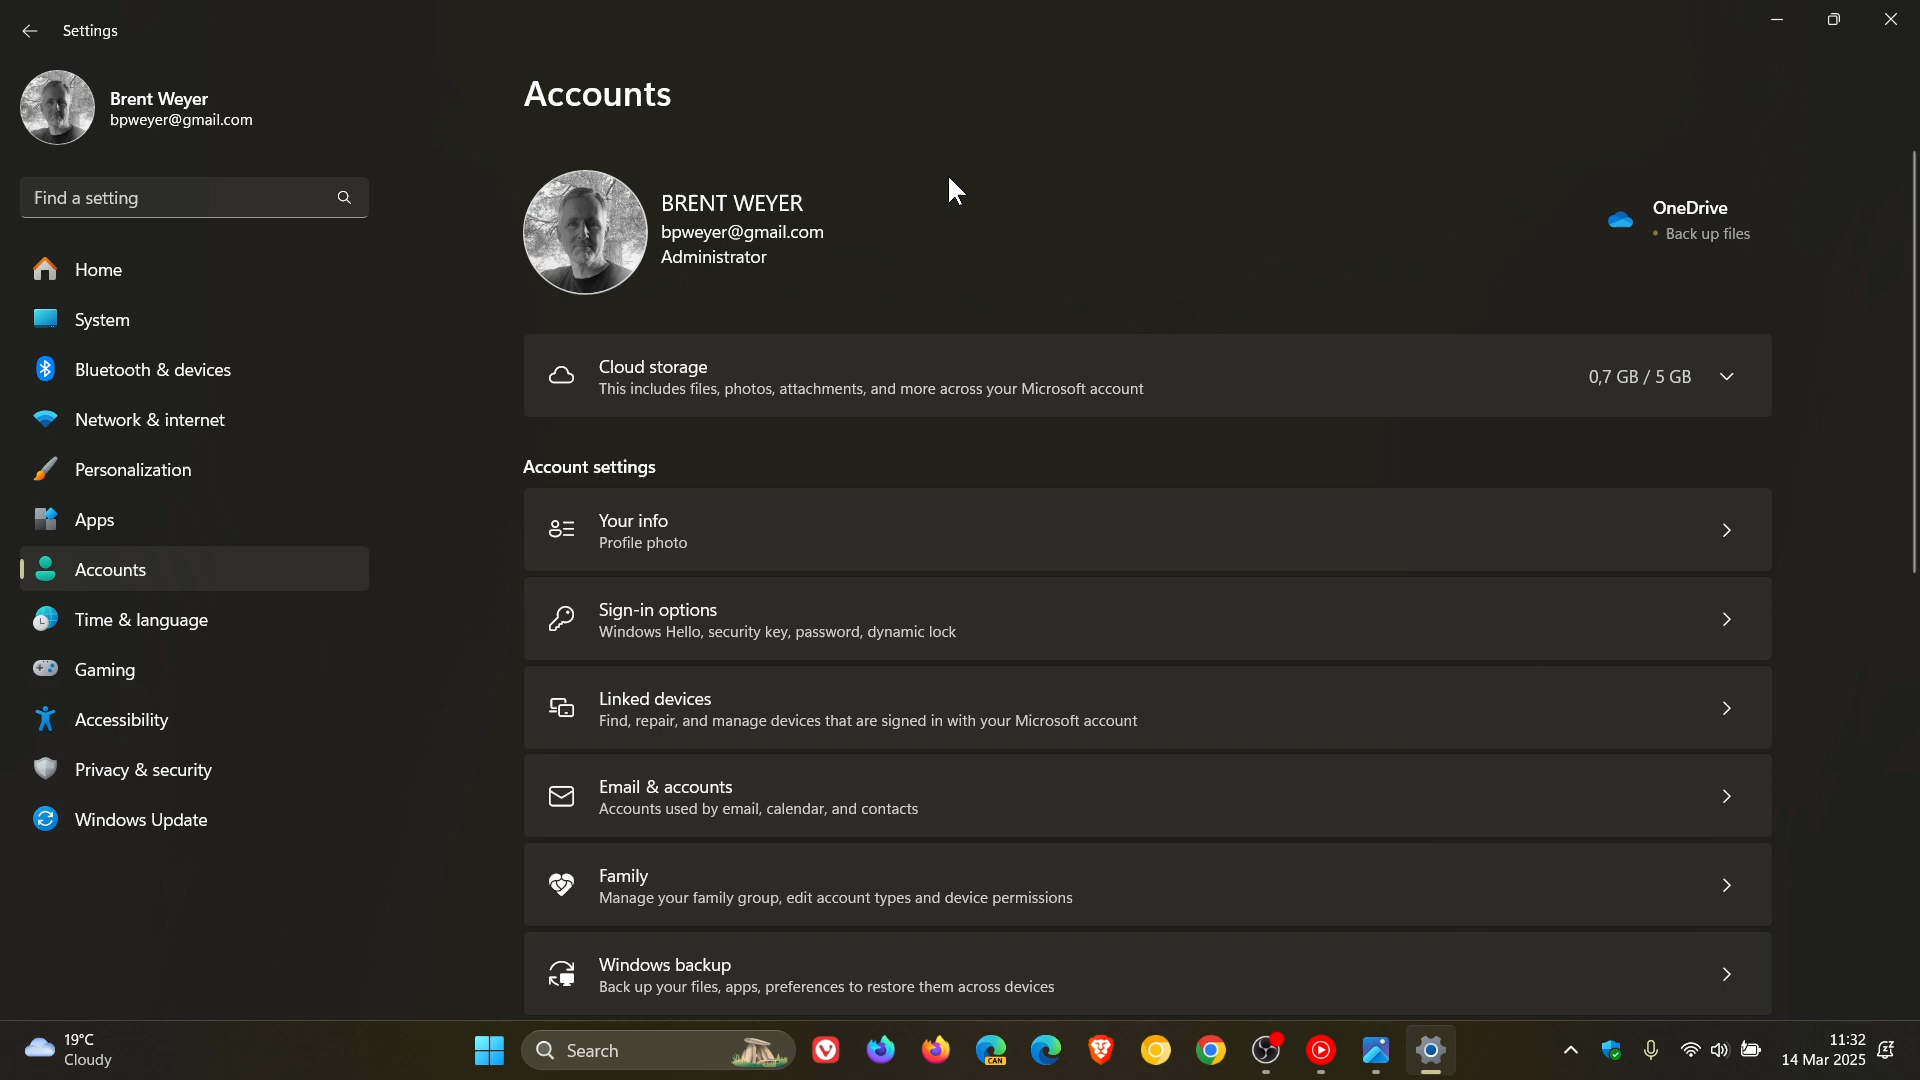 Settings
Brent Weyer
bpweyer@gmail.com
Find a setting
Home
System
Bluetooth & devices
Network & internet
Personalization
Apps
Accounts
Time & language
Gaming
Accessibility
Privacy & security
Windows Update
Accounts
BRENT WEYER
bpweyer@gmail.com
Administrator
OneDrive
• Back up files
Cloud storage
This includes files, photos, attachments, and more across your Microsoft account
0,7 GB / 5 GB
Account settings
Your info
Profile photo
Sign-in options
Windows Hello, security key, password, dynamic lock
Linked devices
Find, repair, and manage devices that are signed in with your Microsoft account
Email & accounts
Accounts used by email, calendar, and contacts
Family
Manage your family group, edit account types and device permissions
Windows backup
Back up your files, apps, preferences to restore them across devices
19°C
Cloudy
Search
CAN
11:32
14 Mar 2025